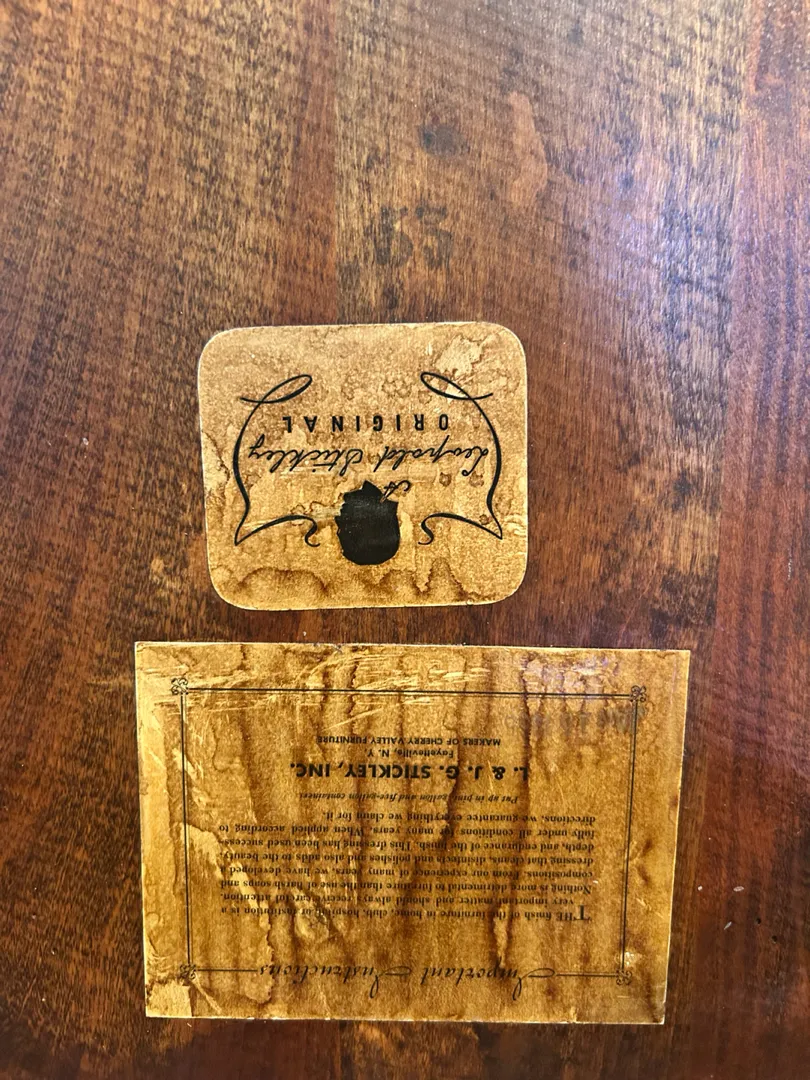 Important Instructions
THE finish of the furniture in home, club, hospital or institution is a
very important matter and should always receive careful attention.
Nothing is more detrimental to furniture than the use of harsh soaps and
compositions. From our experience of many years, we have developed a
dressing that cleans, disinfects and polishes and also adds to the beauty,
depth, and endurance of the finish. This dressing has been used success-
fully under all conditions for many years. When applied according to
directions, we guarantee everything we claim for it.
Put up in pint, gallon and five-gallon containers.
L. & J. G. STICKLEY, INC.
Fayetteville, N. Y.
MAKERS OF CHERRY VALLEY FURNITURE
A
Leopold Stickley
ORIGINAL